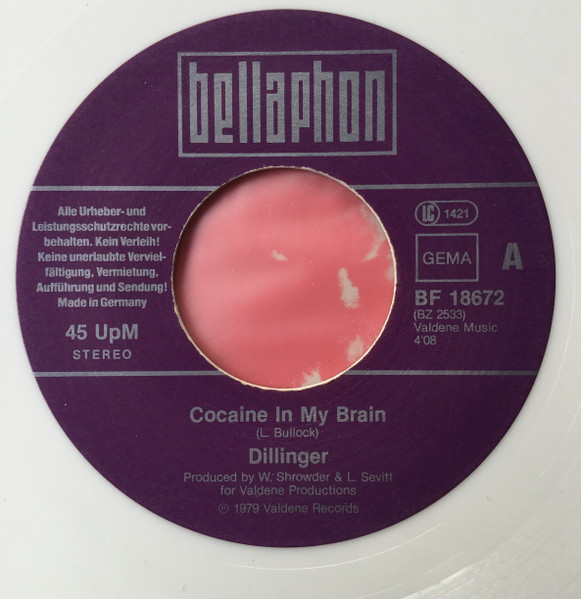 bellaphon
Alle Urheber- und
Leistungsschutzrechte vor-
behalten. Kein Verleih!
Keine unerlaubte Verviel-
fältigung, Vermietung,
Aufführung und Sendung!
Made in Germany
45 UpM
STEREO
LC 1421
GEMA
A
BF 18672
(BZ 2533)
Valdene Music
4'08
Cocaine In My Brain
(L. Bullock)
Dillinger
Produced by W. Shrowder & L. Sevitt
for Valdene Productions
℗ 1979 Valdene Records